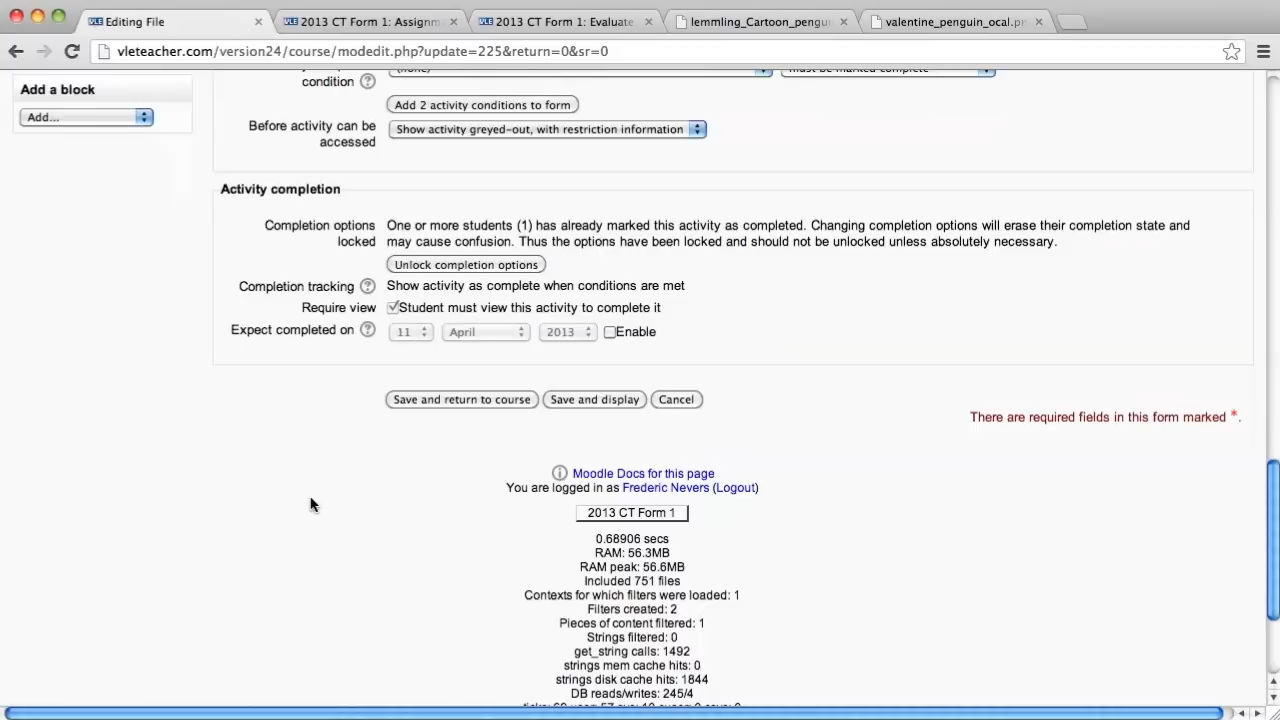 Editing File
2013 CT Form 1: Assignm
2013 CT Form 1: Evaluate
lemmling_Cartoon_pengu
valentine_penguin_ocal.p
vleteacher.com/version24/course/modedit.php?update=225&return=0&sr=0
Add a block
Add...
condition
(none)
must be marked complete
Add 2 activity conditions to form
Before activity can be
accessed
Show activity greyed-out, with restriction information
Activity completion
Completion options
locked
One or more students (1) has already marked this activity as completed. Changing completion options will erase their completion state and
may cause confusion. Thus the options have been locked and should not be unlocked unless absolutely necessary.
Unlock completion options
Completion tracking
Show activity as complete when conditions are met
Require view
Student must view this activity to complete it
Expect completed on
11 April 2013 Enable
Save and return to course Save and display Cancel
There are required fields in this form marked *.
Moodle Docs for this page
You are logged in as Frederic Nevers (Logout)
2013 CT Form 1
0.68906 secs
RAM: 56.3MB
RAM peak: 56.6MB
Included 751 files
Contexts for which filters were loaded: 1
Filters created: 2
Pieces of content filtered: 1
Strings filtered: 0
get_string calls: 1492
strings mem cache hits: 0
strings disk cache hits: 1844
DB reads/writes: 245/4